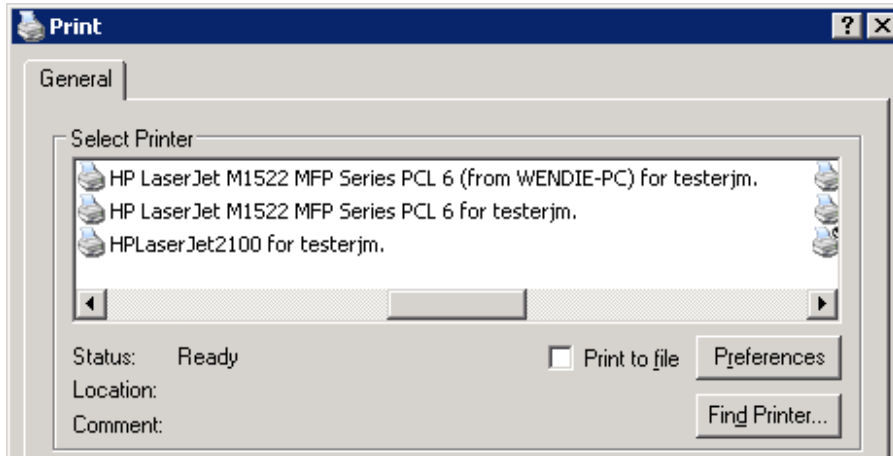 Print
General
Select Printer
HP LaserJet M1522 MFP Series PCL 6 (from WENDIE-PC) for testerjm.
HP LaserJet M1522 MFP Series PCL 6 for testerjm.
HPLaserJet2100 for testerjm.
Status: Ready
Print to file
Preferences
Location:
Comment:
Find Printer...